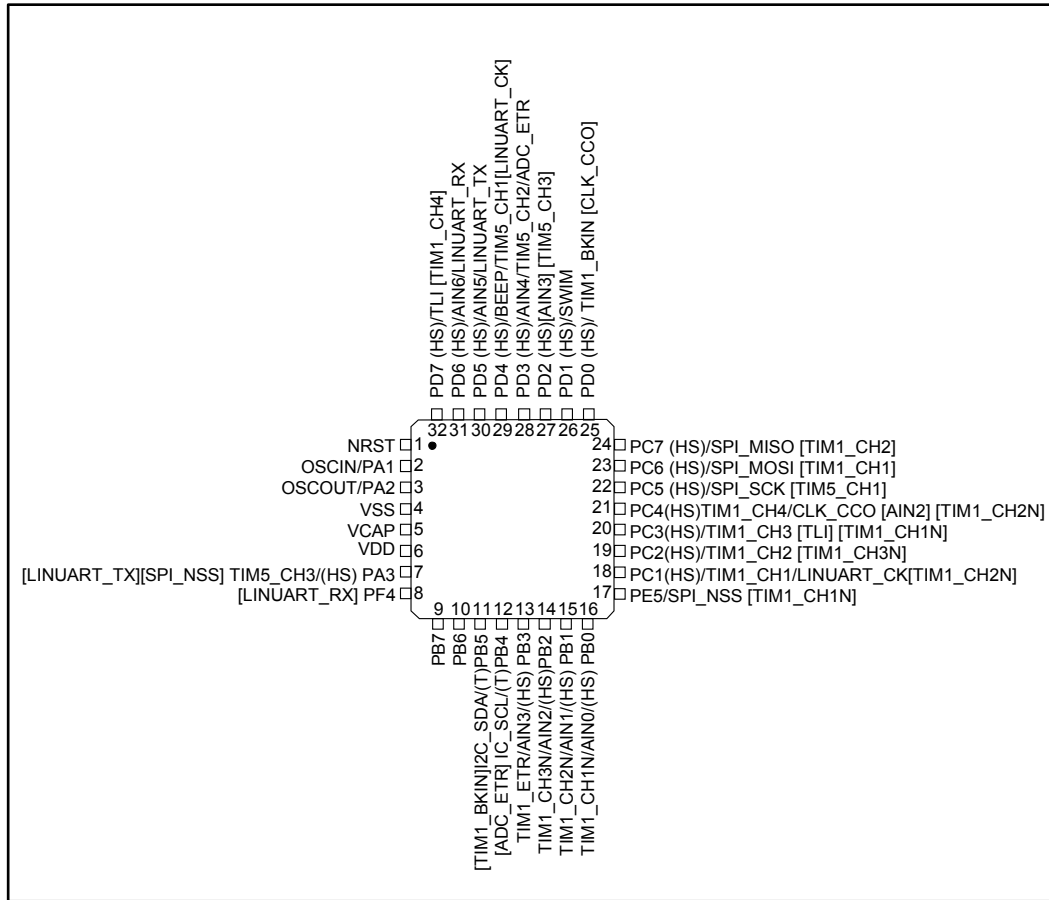 PD7 (HS)/TLI [TIM1_CH4]
PD6 (HS)/AIN6/LINUART_RX
PD5 (HS)/AIN5/LINUART_TX
PD4 (HS)/BEEP/TIM5_CH1[LINUART_CK]
PD3 (HS)/AIN4/TIM5_CH2/ADC_ETR
PD2 (HS)[AIN3] [TIM5_CH3]
PD1 (HS)/SWIM
PD0 (HS)/ TIM1_BKIN [CLK_CCO]
32 31 30 29 28 27 26 25
NRST 1
OSCIN/PA1 2
OSCOUT/PA2 3
VSS 4
VCAP 5
VDD 6
[LINUART_TX][SPI_NSS] TIM5_CH3/(HS) PA3 7
[LINUART_RX] PF4 8
24 PC7 (HS)/SPI_MISO [TIM1_CH2]
23 PC6 (HS)/SPI_MOSI [TIM1_CH1]
22 PC5 (HS)/SPI_SCK [TIM5_CH1]
21 PC4(HS)TIM1_CH4/CLK_CCO [AIN2] [TIM1_CH2N]
20 PC3(HS)/TIM1_CH3 [TLI] [TIM1_CH1N]
19 PC2(HS)/TIM1_CH2 [TIM1_CH3N]
18 PC1(HS)/TIM1_CH1/LINUART_CK[TIM1_CH2N]
17 PE5/SPI_NSS [TIM1_CH1N]
9 10 11 12 13 14 15 16
PB7
PB6
[TIM1_BKIN]I2C_SDA/(T)PB5
[ADC_ETR] IC_SCL/(T)PB4
TIM1_ETR/AIN3/(HS) PB3
TIM1_CH3N/AIN2/(HS)PB2
TIM1_CH2N/AIN1/(HS) PB1
TIM1_CH1N/AIN0/(HS) PB0